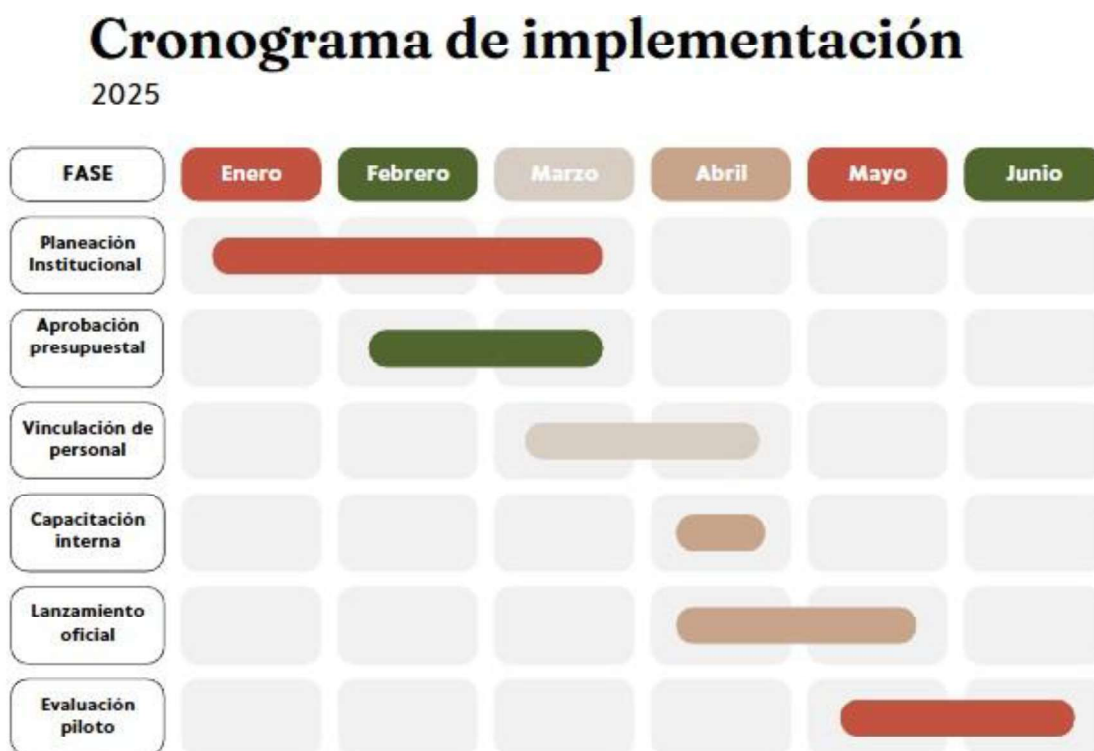 Cronograma de implementación
2025
FASE
Enero
Febrero
Marzo
Abril
Mayo
Junio
Planeación
Institucional
Aprobación
presupuestal
Vinculación de
personal
Capacitación
interna
Lanzamiento
oficial
Evaluación
piloto